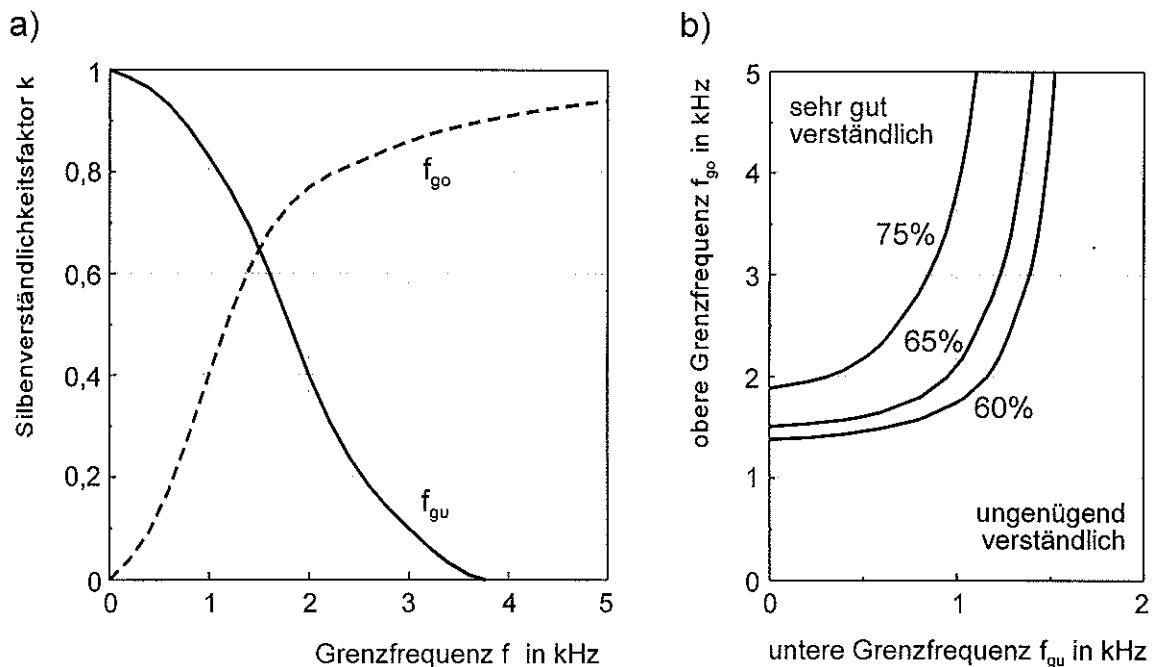 a)
Silbenverständlichkeitsfaktor k
1
0,8
0,6
0,4
0,2
0
f_go
f_gu
0 1 2 3 4 5
Grenzfrequenz f in kHz
b)
obere Grenzfrequenz f_go in kHz
5
4
3
2
1
0
sehr gut
verständlich
75%
65%
60%
ungenügend
verständlich
0 1 2
untere Grenzfrequenz f_gu in kHz